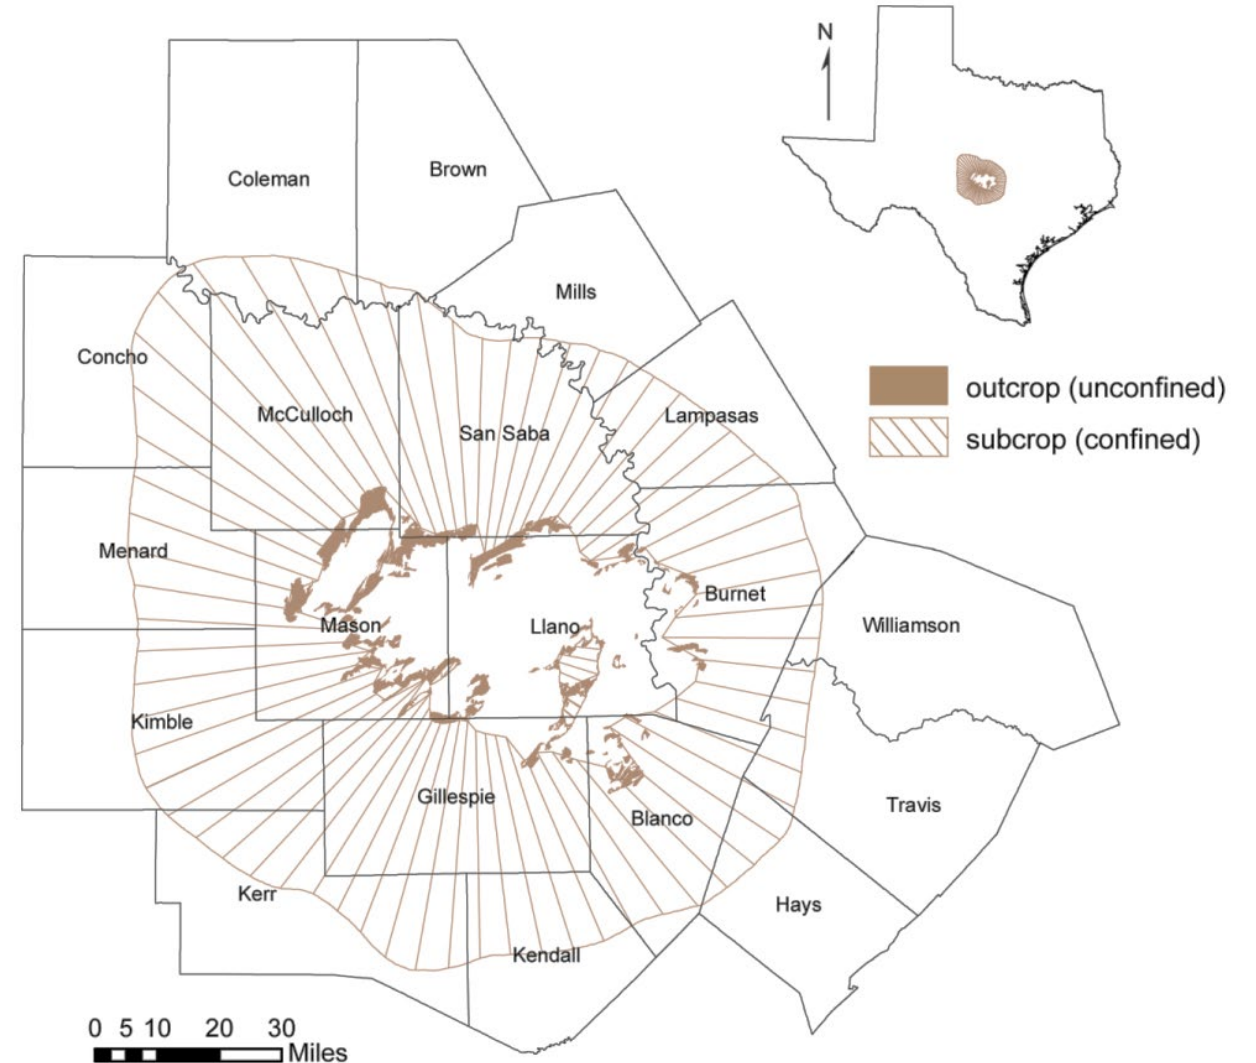 N
Coleman
Brown
Mills
Concho
McCulloch
San Saba
Lampasas
outcrop (unconfined)
subcrop (confined)
Menard
Mason
Llano
Burnet
Williamson
Kimble
Gillespie
Blanco
Travis
Kerr
Hays
Kendall
0 5 10 20 30
Miles